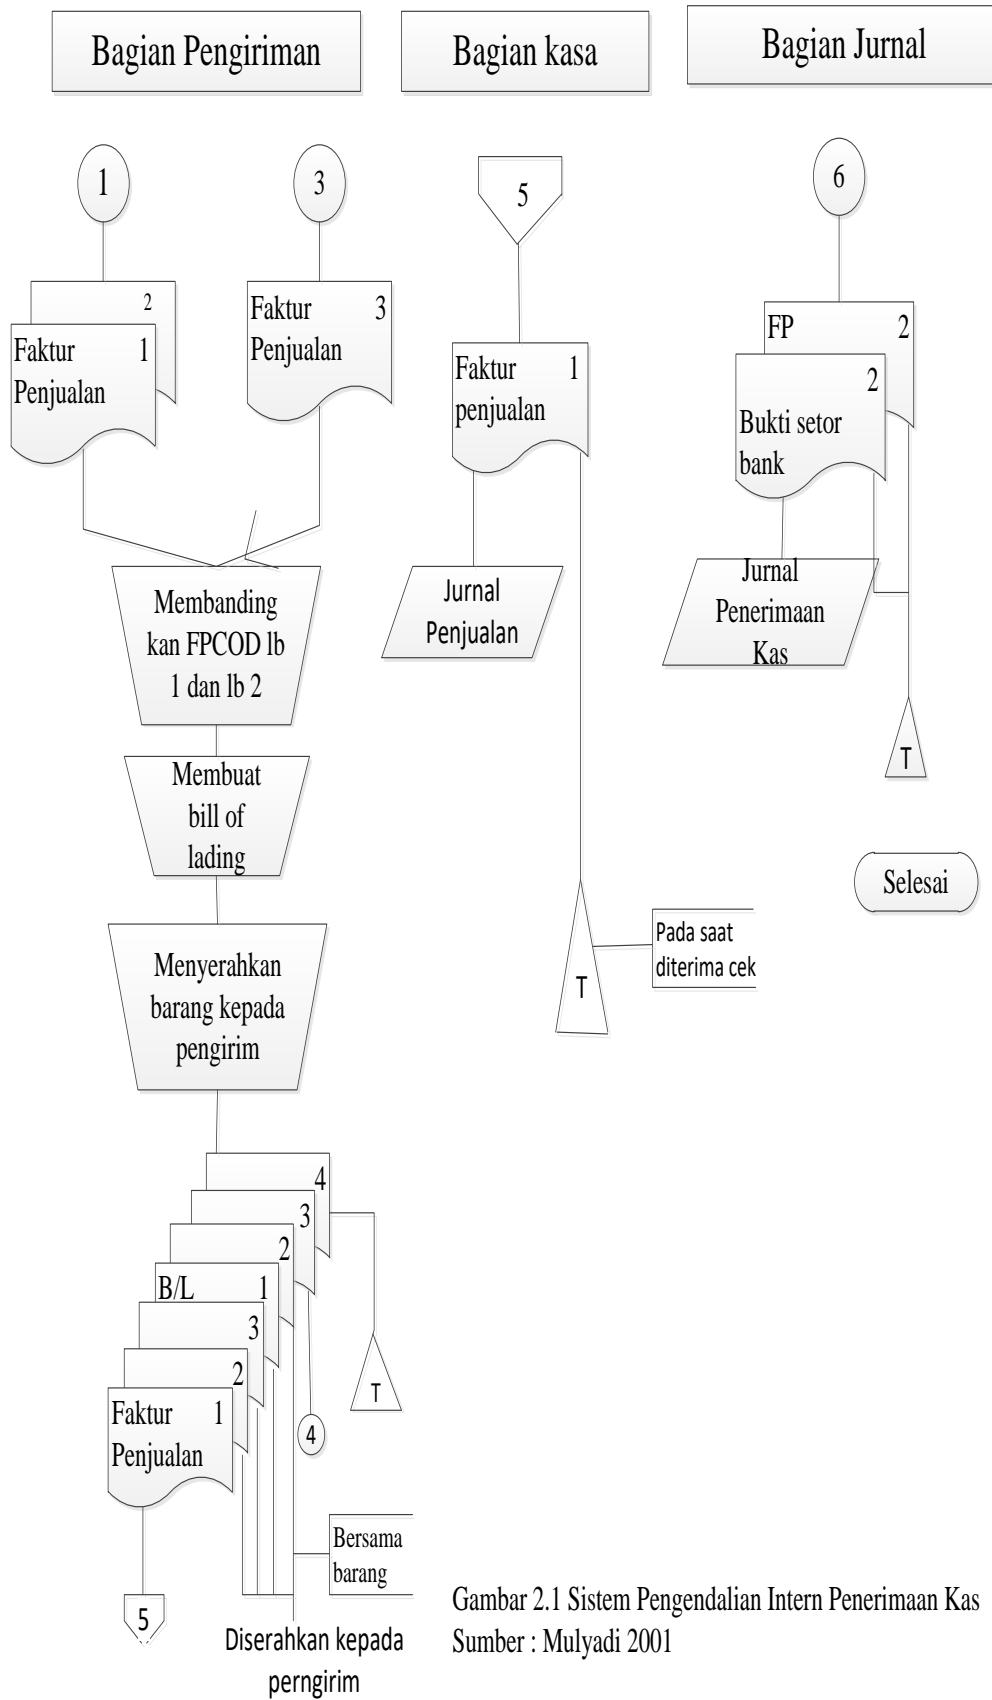 Bagian Pengiriman
Bagian kasa
Bagian Jurnal
1
3
5
6
2
Faktur 1
Penjualan
Faktur 3
Penjualan
Faktur 1
penjualan
FP 2
2
Bukti setor
bank
Membanding
kan FPCOD lb
1 dan lb 2
Jurnal
Penjualan
Jurnal
Penerimaan
Kas
T
Membuat
bill of
lading
Selesai
Menyerahkan
barang kepada
pengirim
T
Pada saat
diterima cek
4
3
2
B/L 1
3
2
Faktur 1
Penjualan
T
4
Bersama
barang
5
Diserahkan kepada
perngirim
Gambar 2.1 Sistem Pengendalian Intern Penerimaan Kas
Sumber : Mulyadi 2001